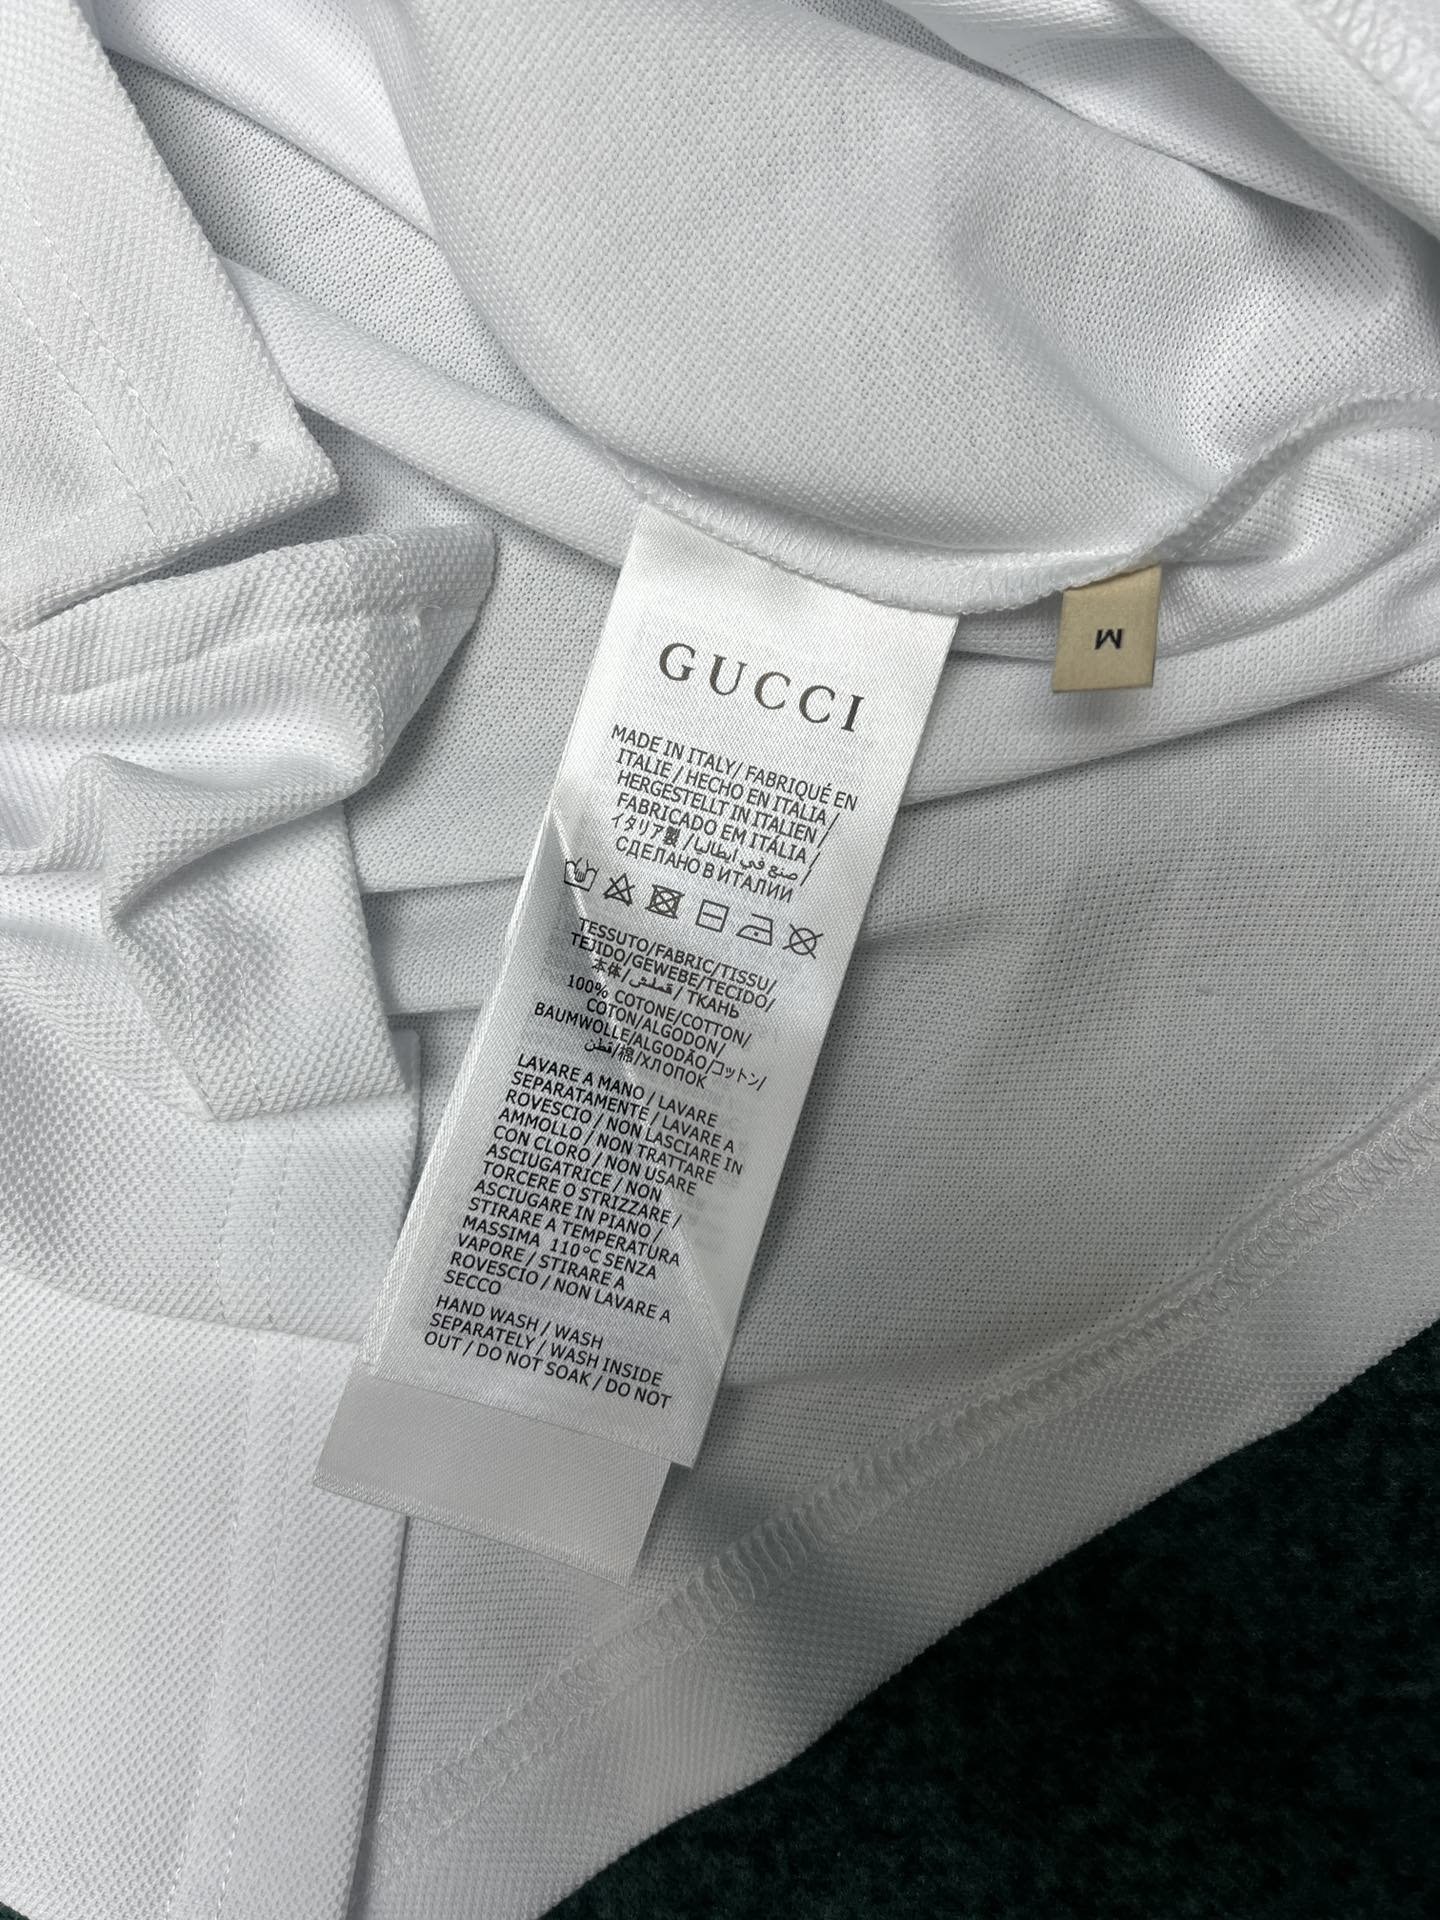 GUCCI
M
MADE IN ITALY/ FABRIQUÉ EN
ITALIE / HECHO EN ITALIA /
HERGESTELLT IN ITALIEN /
FABRICADO EM ITÁLIA /
イタリア製 / صنع في ايطاليا /
СДЕЛАНО В ИТАЛИИ
TESSUTO/FABRIC/TISSU/
TEJIDO/GEWEBE/TECIDO/
本体/ قملش / ТКАНЬ
100% COTONE/COTTON/
COTON/ALGODON/
BAUMWOLLE/ALGODÃO/コットン/
قطن/棉/ХЛОПОК
LAVARE A MANO / LAVARE
SEPARATAMENTE / LAVARE A
ROVESCIO / NON LASCIARE IN
AMMOLLO / NON TRATTARE
CON CLORO / NON USARE
ASCIUGATRICE / NON
TORCERE O STRIZZARE /
ASCIUGARE IN PIANO /
STIRARE A TEMPERATURA
MASSIMA 110°C SENZA
VAPORE / STIRARE A
ROVESCIO / NON LAVARE A
SECCO
HAND WASH / WASH
SEPARATELY / WASH INSIDE
OUT / DO NOT SOAK / DO NOT